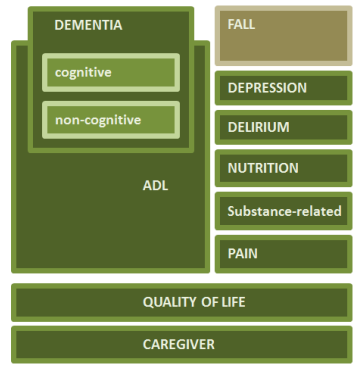 DEMENTIA
cognitive
non-cognitive
ADL
FALL
DEPRESSION
DELIRIUM
NUTRITION
Substance-related
PAIN
QUALITY OF LIFE
CAREGIVER